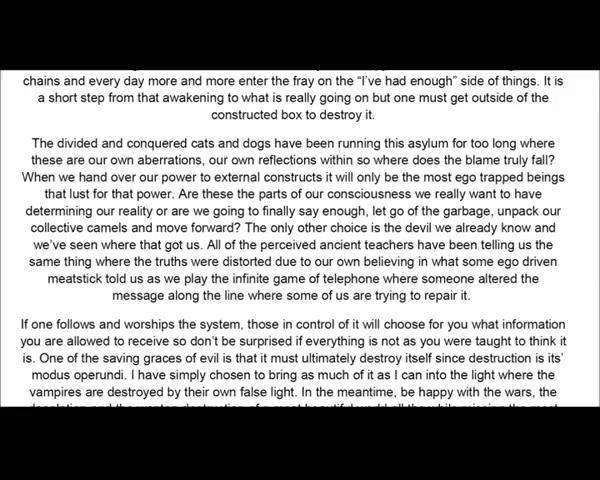 chains and every day more and more enter the fray on the “I’ve had enough” side of things. It is
a short step from that awakening to what is really going on but one must get outside of the
constructed box to destroy it.
The divided and conquered cats and dogs have been running this asylum for too long where
these are our own aberrations, our own reflections within so where does the blame truly fall?
When we hand over our power to external constructs it will only be the most ego trapped beings
that lust for that power. Are these the parts of our consciousness we really want to have
determining our reality or are we going to finally say enough, let go of the garbage, unpack our
collective camels and move forward? The only other choice is the devil we already know and
we’ve seen where that got us. All of the perceived ancient teachers have been telling us the
same thing where the truths were distorted due to our own believing in what some ego driven
meatstick told us as we play the infinite game of telephone where someone altered the
message along the line where some of us are trying to repair it.
If one follows and worships the system, those in control of it will choose for you what information
you are allowed to receive so don’t be surprised if everything is not as you were taught to think it
is. One of the saving graces of evil is that it must ultimately destroy itself since destruction is its’
modus operundi. I have simply chosen to bring as much of it as I can into the light where the
vampires are destroyed by their own false light. In the meantime, be happy with the wars, the